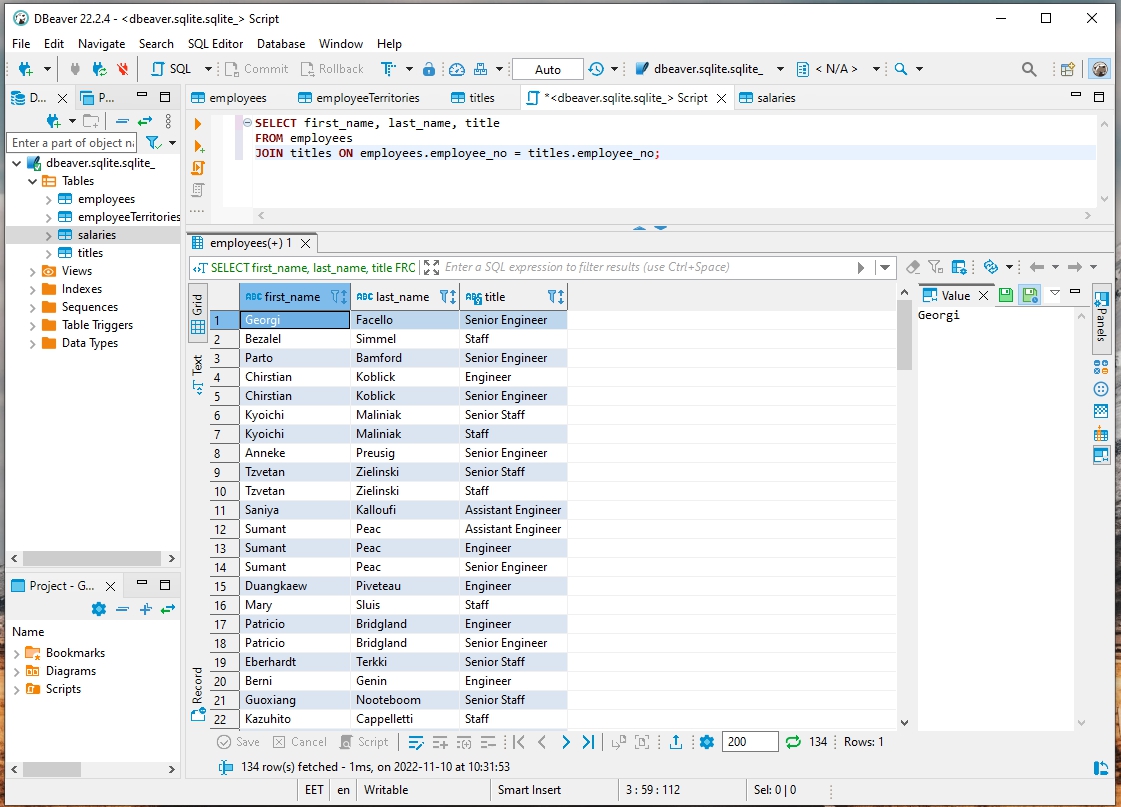 DBeaver 22.2.4 - <dbeaver.sqlite.sqlite_> Script
File Edit Navigate Search SQL Editor Database Window Help
SQL Commit Rollback Auto dbeaver.sqlite.sqlite_ < N/A >
D... P...
employees employeeTerritories titles *<dbeaver.sqlite.sqlite_> Script salaries
Enter a part of object n
dbeaver.sqlite.sqlite_
Tables
employees
employeeTerritories
salaries
titles
Views
Indexes
Sequences
Table Triggers
Data Types
SELECT first_name, last_name, title
FROM employees
JOIN titles ON employees.employee_no = titles.employee_no;
employees(+) 1
SELECT first_name, last_name, title FRC
Enter a SQL expression to filter results (use Ctrl+Space)
Grid
Text
Record
ABC first_name ABC last_name ABC title
1 Georgi Facello Senior Engineer
2 Bezalel Simmel Staff
3 Parto Bamford Senior Engineer
4 Chirstian Koblick Engineer
5 Chirstian Koblick Senior Engineer
6 Kyoichi Maliniak Senior Staff
7 Kyoichi Maliniak Staff
8 Anneke Preusig Senior Engineer
9 Tzvetan Zielinski Senior Staff
10 Tzvetan Zielinski Staff
11 Saniya Kalloufi Assistant Engineer
12 Sumant Peac Assistant Engineer
13 Sumant Peac Engineer
14 Sumant Peac Senior Engineer
15 Duangkaew Piveteau Engineer
16 Mary Sluis Staff
17 Patricio Bridgland Engineer
18 Patricio Bridgland Senior Engineer
19 Eberhardt Terkki Senior Staff
20 Berni Genin Engineer
21 Guoxiang Nooteboom Senior Staff
22 Kazuhito Cappelletti Staff
Value
Georgi
Panels
Project - G...
Name
Bookmarks
Diagrams
Scripts
Save Cancel Script 200 134 Rows: 1
134 row(s) fetched - 1ms, on 2022-11-10 at 10:31:53
EET en Writable Smart Insert 3 : 59 : 112 Sel: 0 | 0